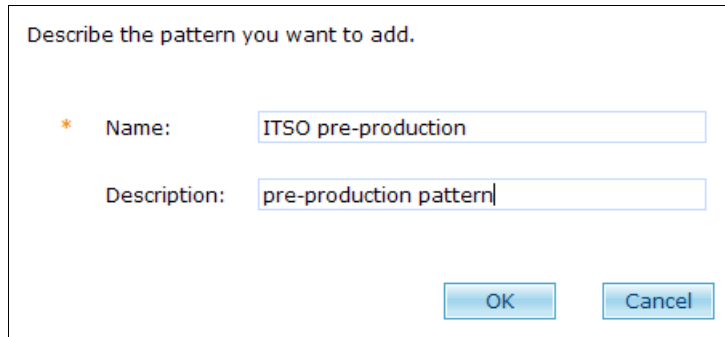 Describe the pattern you want to add.
* Name: ITSO pre-production
Description: pre-production pattern
OK Cancel